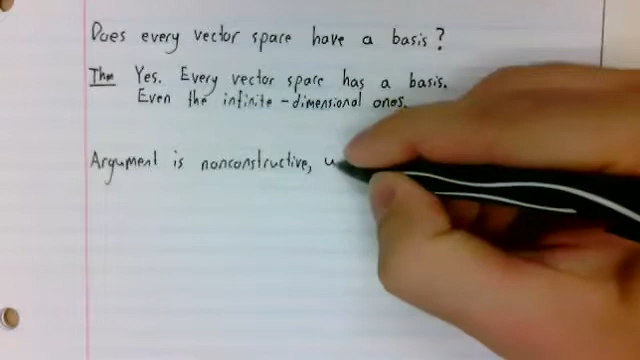 Does every vector space have a basis?
Thm Yes. Every vector space has a basis.
Even the infinite-dimensional ones.
Argument is nonconstructive, u